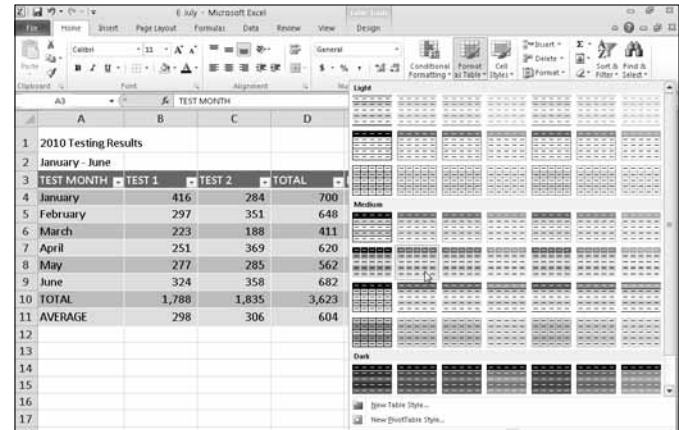 6 July - Microsoft Excel
File Home Insert Page Layout Formulas Data Review View Design
Calibri 11 A A General
Paste B I U $ % Conditional Formatting Format as Table Cell Styles Insert Delete Format Sort & Filter Find & Select
Clipboard Font Alignment
A3 fx TEST MONTH
A B C D
1 2010 Testing Results
2 January - June
3 TEST MONTH TEST 1 TEST 2 TOTAL
4 January 416 284 700
5 February 297 351 648
6 March 223 188 411
7 April 251 369 620
8 May 277 285 562
9 June 324 358 682
10 TOTAL 1,788 1,835 3,623
11 AVERAGE 298 306 604
12
13
14
15
16
17
Light
Medium
Dark
New Table Style...
New PivotTable Style...